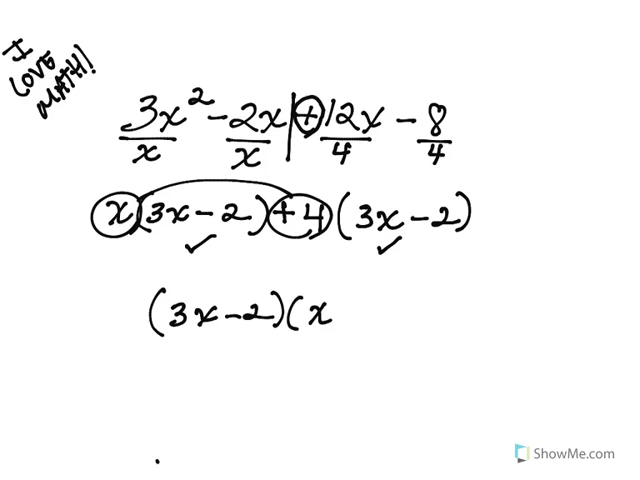 I
LOVE
MATH!
3x²/x - 2x/x | + 12x/4 - 8/4
x(3x - 2) + 4(3x - 2)
(3x - 2)(x
ShowMe.com